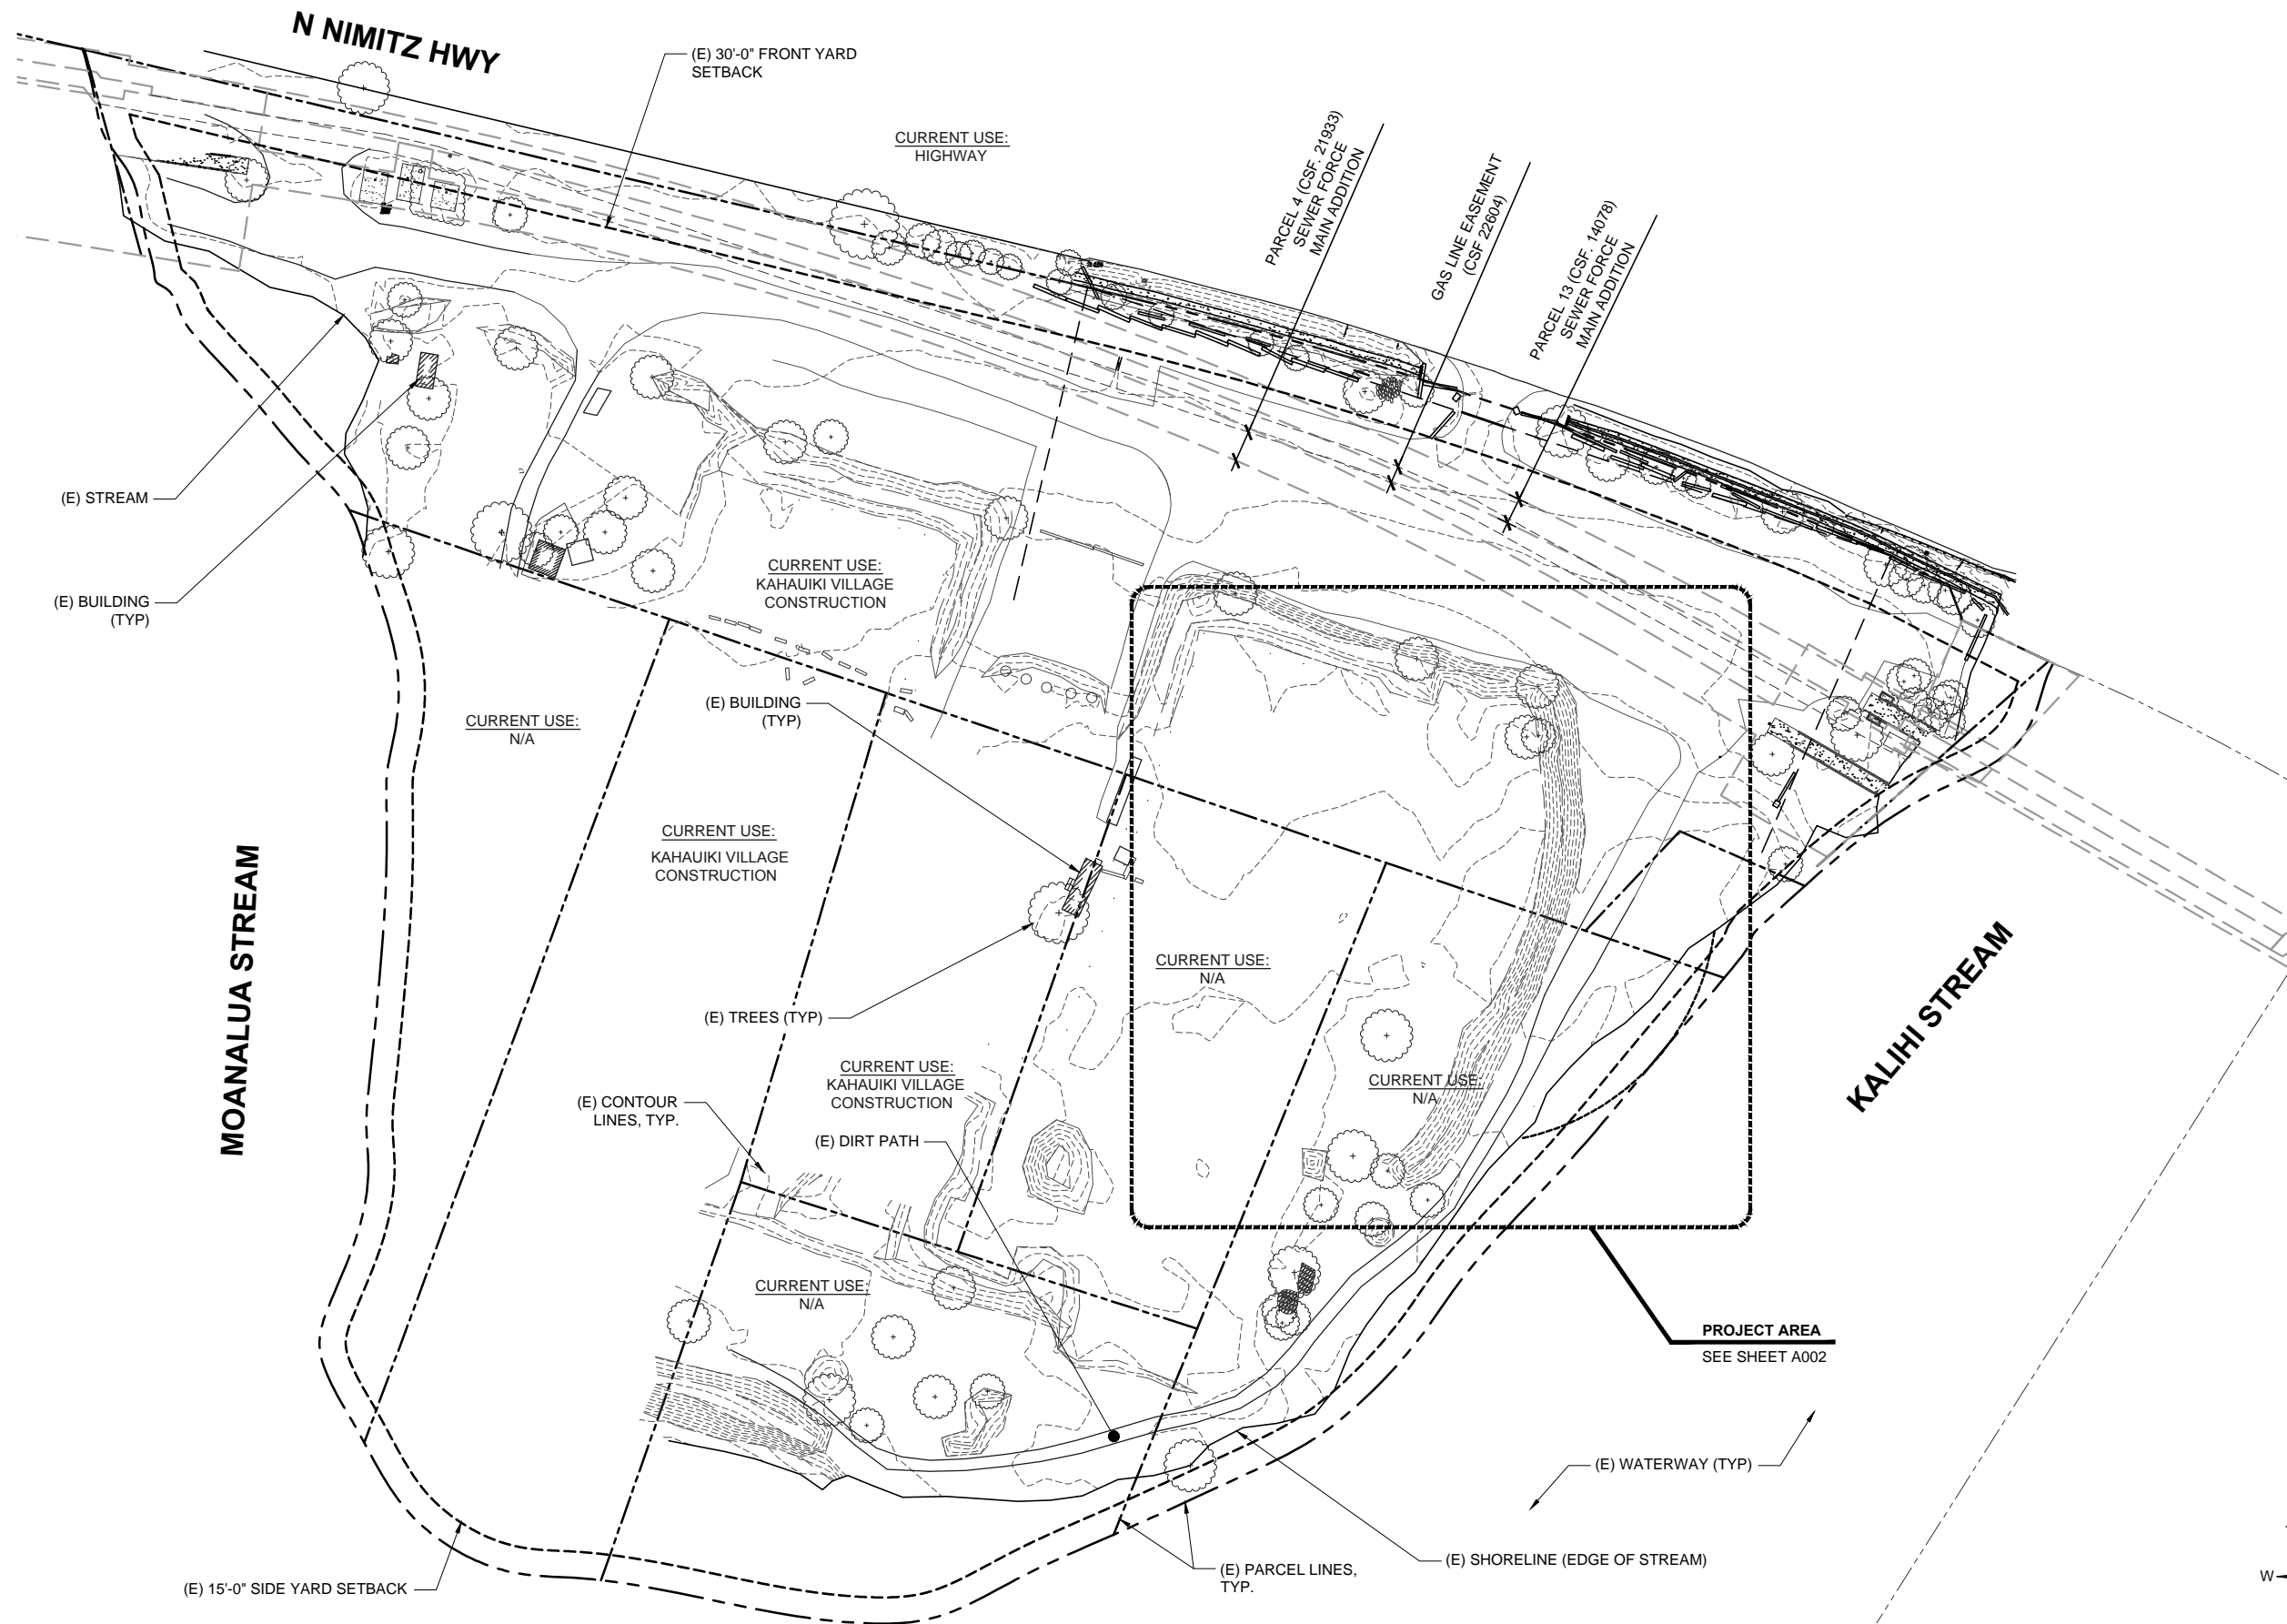 N NIMITZ HWY
(E) 30'-0" FRONT YARD
SETBACK
CURRENT USE:
HIGHWAY
PARCEL 4 (CSF. 21933)
SEWER FORCE
MAIN ADDITION
GAS LINE EASEMENT
(CSF 22604)
PARCEL 13 (CSF. 14078)
SEWER FORCE
MAIN ADDITION
(E) STREAM
(E) BUILDING
(TYP)
CURRENT USE:
KAHAUIKI VILLAGE
CONSTRUCTION
(E) BUILDING
(TYP)
CURRENT USE:
N/A
CURRENT USE:
KAHAUIKI VILLAGE
CONSTRUCTION
MOANALUA STREAM
CURRENT USE:
N/A
KALIHI STREAM
(E) TREES (TYP)
CURRENT USE:
KAHAUIKI VILLAGE
CONSTRUCTION
CURRENT USE:
N/A
(E) CONTOUR
LINES, TYP.
(E) DIRT PATH
CURRENT USE:
N/A
PROJECT AREA
SEE SHEET A002
(E) WATERWAY (TYP)
(E) SHORELINE (EDGE OF STREAM)
(E) PARCEL LINES,
TYP.
(E) 15'-0" SIDE YARD SETBACK
W